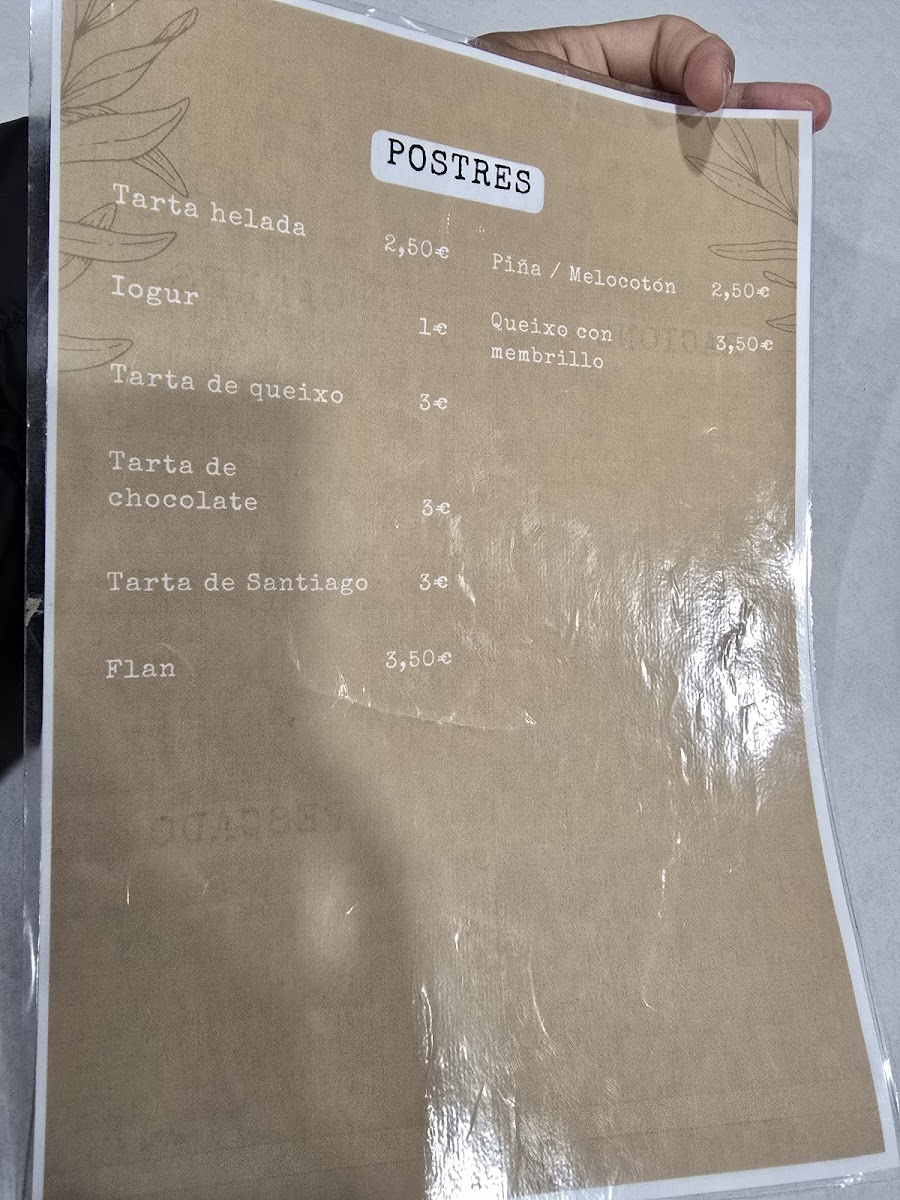 POSTRES
Tarta helada 2,50€
Iogur 1€
Tarta de queixo 3€
Tarta de
chocolate 3€
Tarta de Santiago 3€
Flan 3,50€
Piña / Melocotón 2,50€
Queixo con 3,50€
membrillo
PESCADO